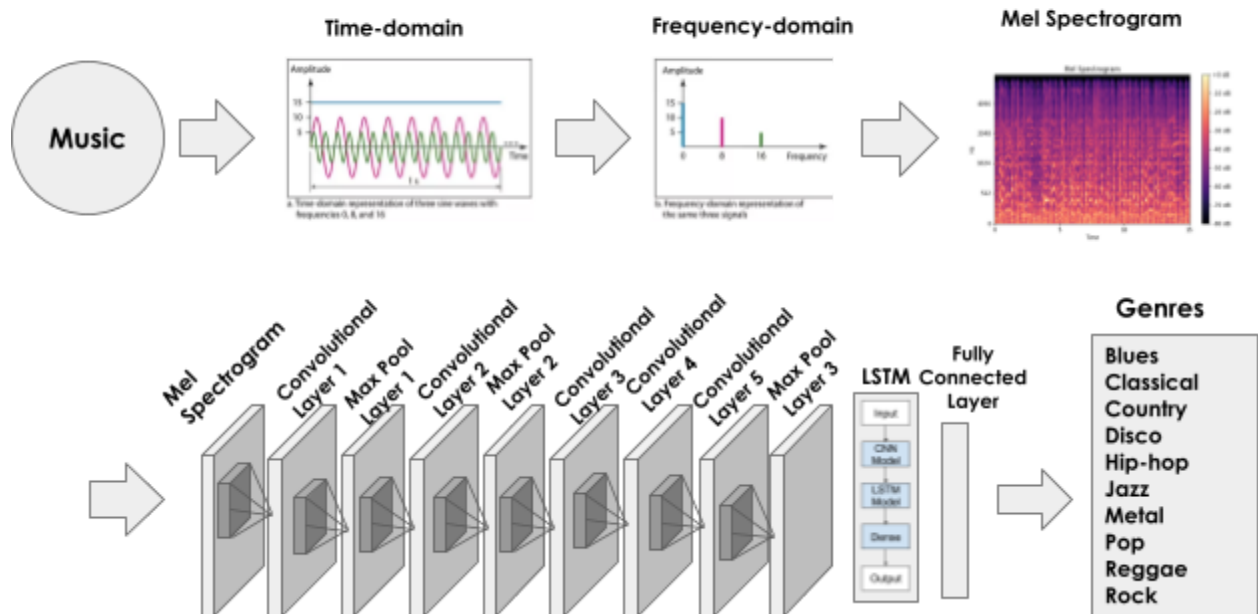 Time-domain
Frequency-domain
Mel Spectrogram
Music
Amplitude
15
10
5
Time
1 s
a. Time-domain representation of three sine waves with
frequencies 0, 8, and 16
Amplitude
15
10
5
0
8
16
Frequency
b. Frequency-domain representation of
the same three signals
Mel Spectrogram
Time
Mel
Spectrogram
Convolutional
Layer 1
Max Pool
Layer 1
Convolutional
Layer 2
Max Pool
Layer 2
Convolutional
Layer 3
Convolutional
Layer 4
Convolutional
Layer 5
Max Pool
Layer 3
LSTM
Input
CNN
Model
LSTM
Model
Dense
Output
Fully
Connected
Layer
Genres
Blues
Classical
Country
Disco
Hip-hop
Jazz
Metal
Pop
Reggae
Rock